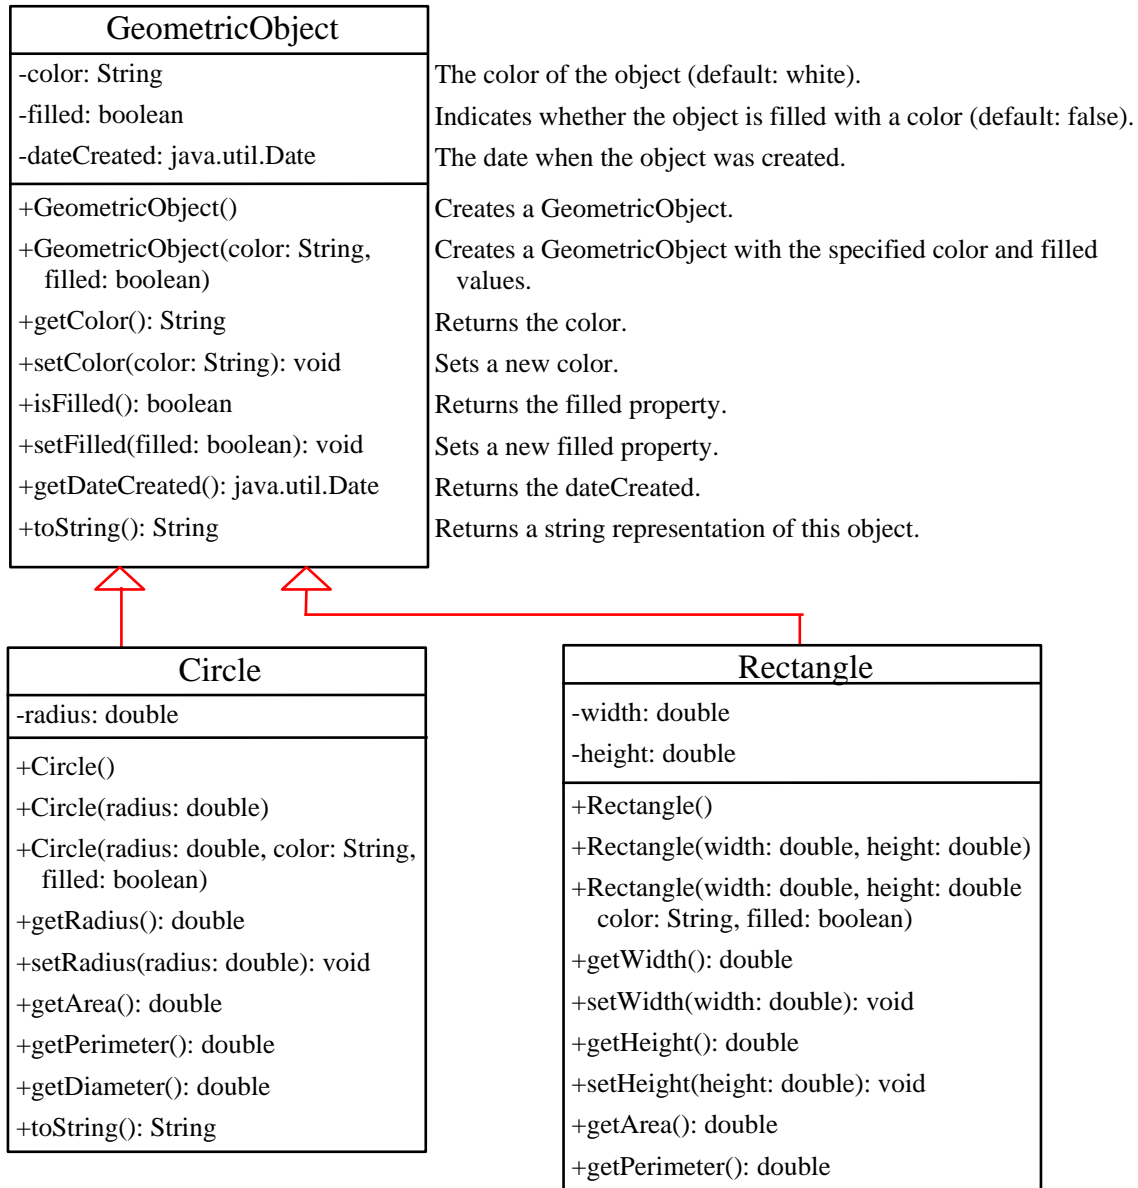 GeometricObject
-color: String
The color of the object (default: white).
-filled: boolean
Indicates whether the object is filled with a color (default: false).
-dateCreated: java.util.Date
The date when the object was created.
+GeometricObject()
Creates a GeometricObject.
+GeometricObject(color: String,
filled: boolean)
Creates a GeometricObject with the specified color and filled
values.
+getColor(): String
Returns the color.
+setColor(color: String): void
Sets a new color.
+isFilled(): boolean
Returns the filled property.
+setFilled(filled: boolean): void
Sets a new filled property.
+getDateCreated(): java.util.Date
Returns the dateCreated.
+toString(): String
Returns a string representation of this object.
Circle
-radius: double
+Circle()
+Circle(radius: double)
+Circle(radius: double, color: String,
filled: boolean)
+getRadius(): double
+setRadius(radius: double): void
+getArea(): double
+getPerimeter(): double
+getDiameter(): double
+toString(): String
Rectangle
-width: double
-height: double
+Rectangle()
+Rectangle(width: double, height: double)
+Rectangle(width: double, height: double
color: String, filled: boolean)
+getWidth(): double
+setWidth(width: double): void
+getHeight(): double
+setHeight(height: double): void
+getArea(): double
+getPerimeter(): double